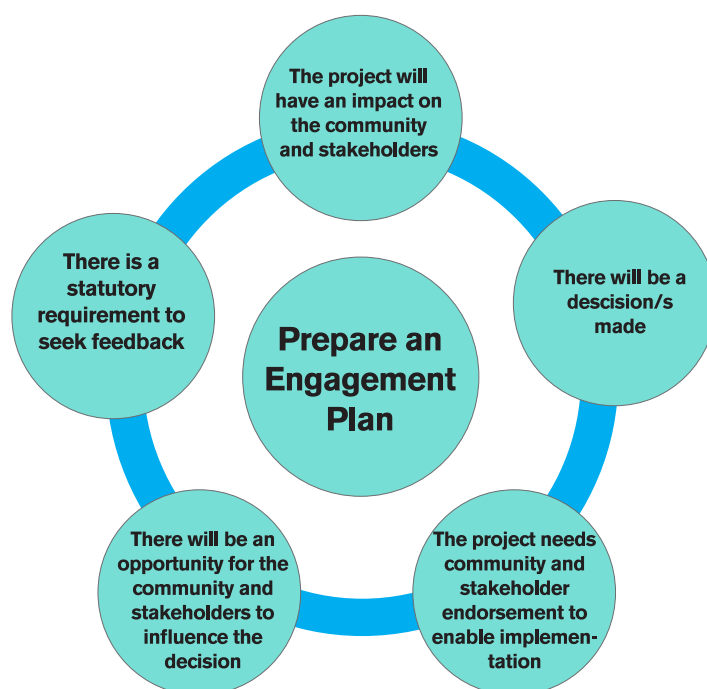 The project will
have an impact on
the community
and stakeholders
There will be a
descision/s
made
The project needs
community and
stakeholder
endorsement to
enable implemen-
tation
There will be an
opportunity for the
community and
stakeholders to
influence the
decision
There is a
statutory
requirement to
seek feedback
Prepare an
Engagement
Plan